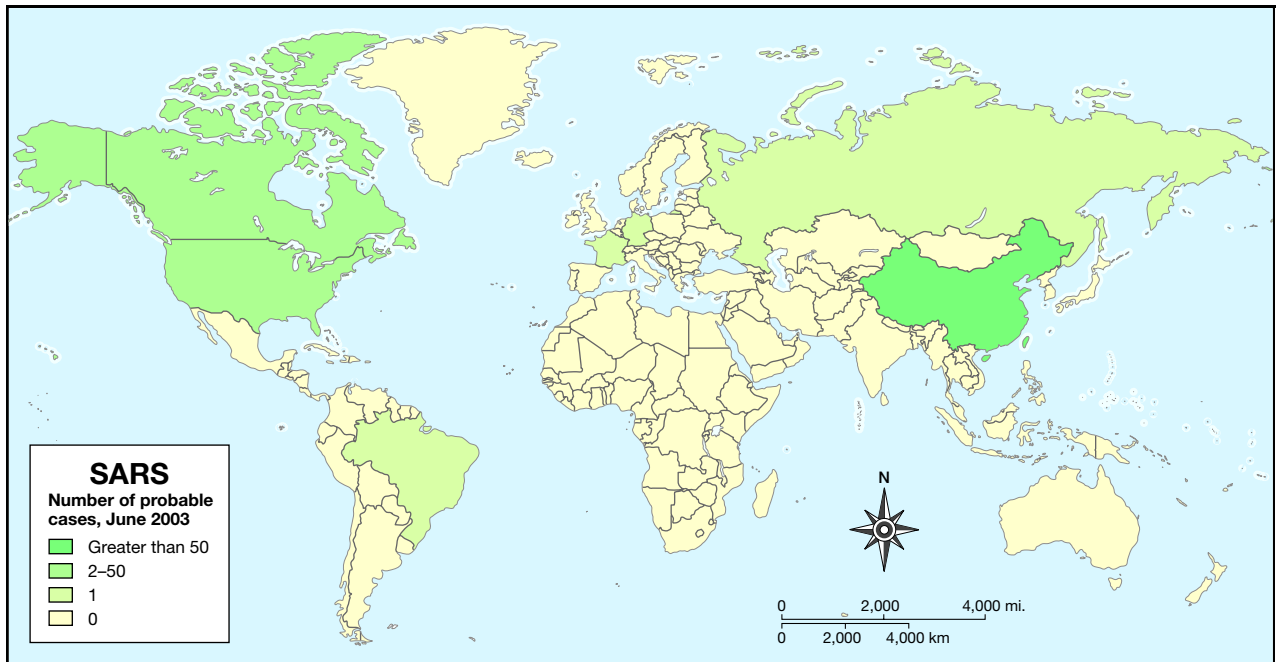 SARS
Number of probable
cases, June 2003
Greater than 50
2–50
1
0
N
0 2,000 4,000 mi.
0 2,000 4,000 km